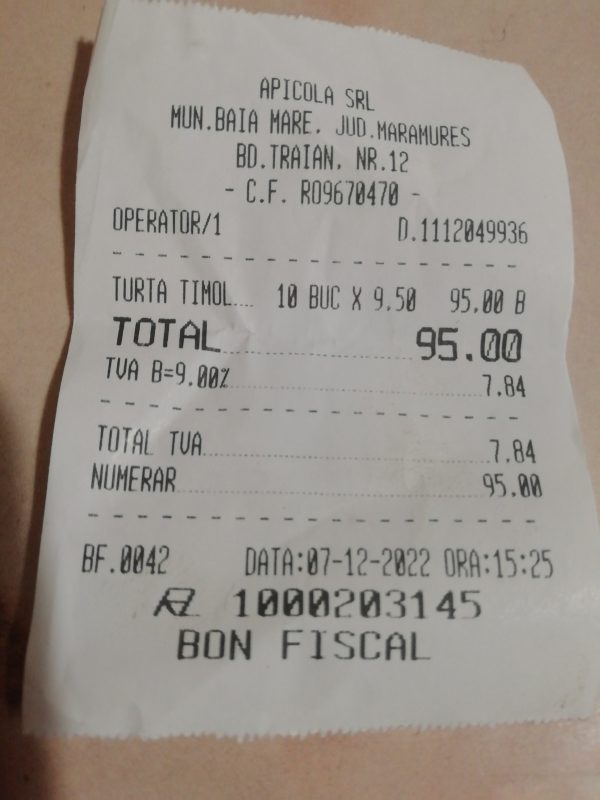 APICOLA SRL
MUN.BAIA MARE. JUD.MARAMURES
BD.TRAIAN. NR.12
- C.F. RO9670470 -
OPERATOR/1 D.1112049936
TURTA TIMOL... 10 BUC X 9.50 95.00 B
TOTAL 95.00
TVA B=9.00% 7.84
TOTAL TVA 7.84
NUMERAR 95.00
BF.0042 DATA:07-12-2022 ORA:15:25
1000203145
BON FISCAL